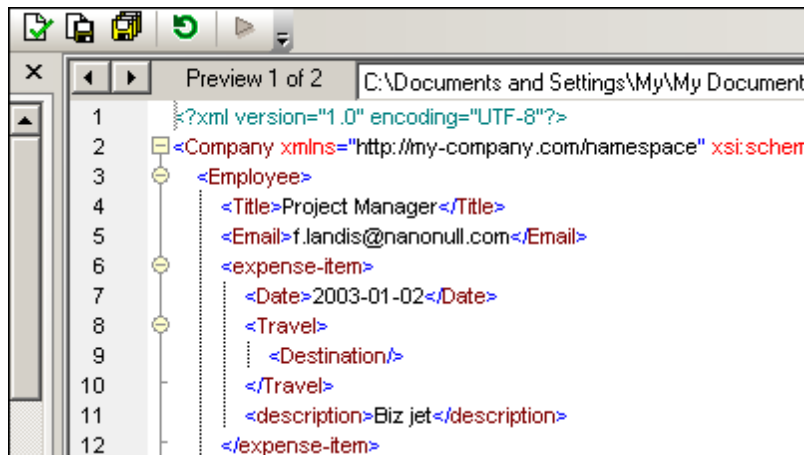 Preview 1 of 2 C:\Documents and Settings\My\My Document
1 <?xml version="1.0" encoding="UTF-8"?>
2 <Company xmlns="http://my-company.com/namespace" xsi:schem
3 <Employee>
4 <Title>Project Manager</Title>
5 <Email>f.landis@nanonull.com</Email>
6 <expense-item>
7 <Date>2003-01-02</Date>
8 <Travel>
9 <Destination/>
10 </Travel>
11 <description>Biz jet</description>
12 </expense-item>